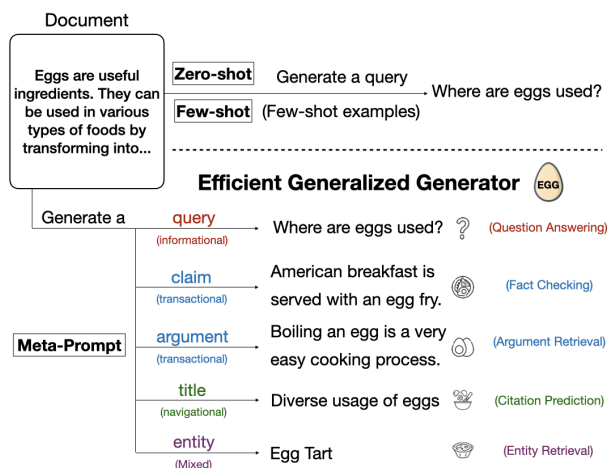 Document
Eggs are useful
ingredients. They can
be used in various
types of foods by
transforming into...
Zero-shot
Generate a query
Few-shot
(Few-shot examples)
Where are eggs used?
Efficient Generalized Generator
EGG
Generate a
query
(informational)
Where are eggs used?
(Question Answering)
claim
(transactional)
American breakfast is
served with an egg fry.
(Fact Checking)
Meta-Prompt
argument
(transactional)
Boiling an egg is a very
easy cooking process.
(Argument Retrieval)
title
(navigational)
Diverse usage of eggs
(Citation Prediction)
entity
(Mixed)
Egg Tart
(Entity Retrieval)